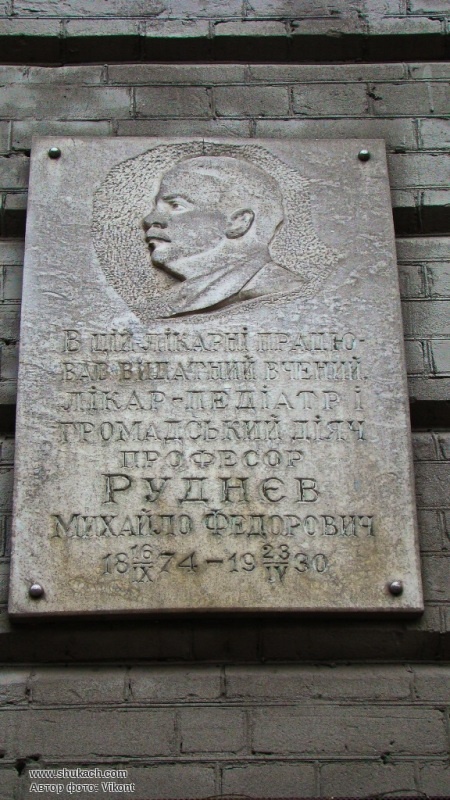 В ЦІЙ ЛІКАРНІ ПРАЦЮ-
ВАВ ВИДАТНИЙ ВЧЕНИЙ,
ЛІКАР-ПЕДІАТР І
ГРОМАДСЬКИЙ ДІЯЧ
ПРОФЕСОР
РУДНЄВ
МИХАЙЛО ФЕДОРОВИЧ
18 16/IX 74 – 19 23/IV 30
www.shukach.com
Автор фото: Vikont